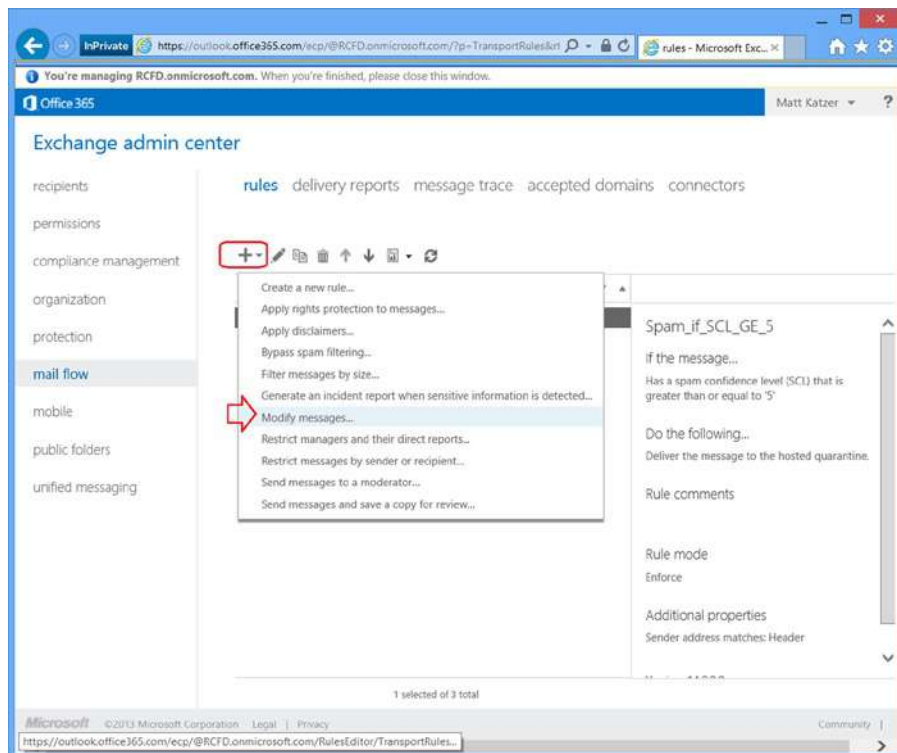 InPrivate https://outlook.office365.com/ecp/@RCFD.onmicrosoft.com/?p=TransportRules&rf rules - Microsoft Exc...
You're managing RCFD.onmicrosoft.com. When you're finished, please close this window.
Office 365 Matt Katzer ?
Exchange admin center
recipients
permissions
compliance management
organization
protection
mail flow
mobile
public folders
unified messaging
rules delivery reports message trace accepted domains connectors
Create a new rule...
Apply rights protection to messages...
Apply disclaimers...
Bypass spam filtering...
Filter messages by size...
Generate an incident report when sensitive information is detected...
Modify messages...
Restrict managers and their direct reports...
Restrict messages by sender or recipient...
Send messages to a moderator...
Send messages and save a copy for review...
Spam_if_SCL_GE_5
If the message...
Has a spam confidence level (SCL) that is
greater than or equal to '5'
Do the following...
Deliver the message to the hosted quarantine.
Rule comments
Rule mode
Enforce
Additional properties
Sender address matches: Header
1 selected of 3 total
Microsoft ©2013 Microsoft Corporation Legal | Privacy Community |
https://outlook.office365.com/ecp/@RCFD.onmicrosoft.com/RulesEditor/TransportRules...